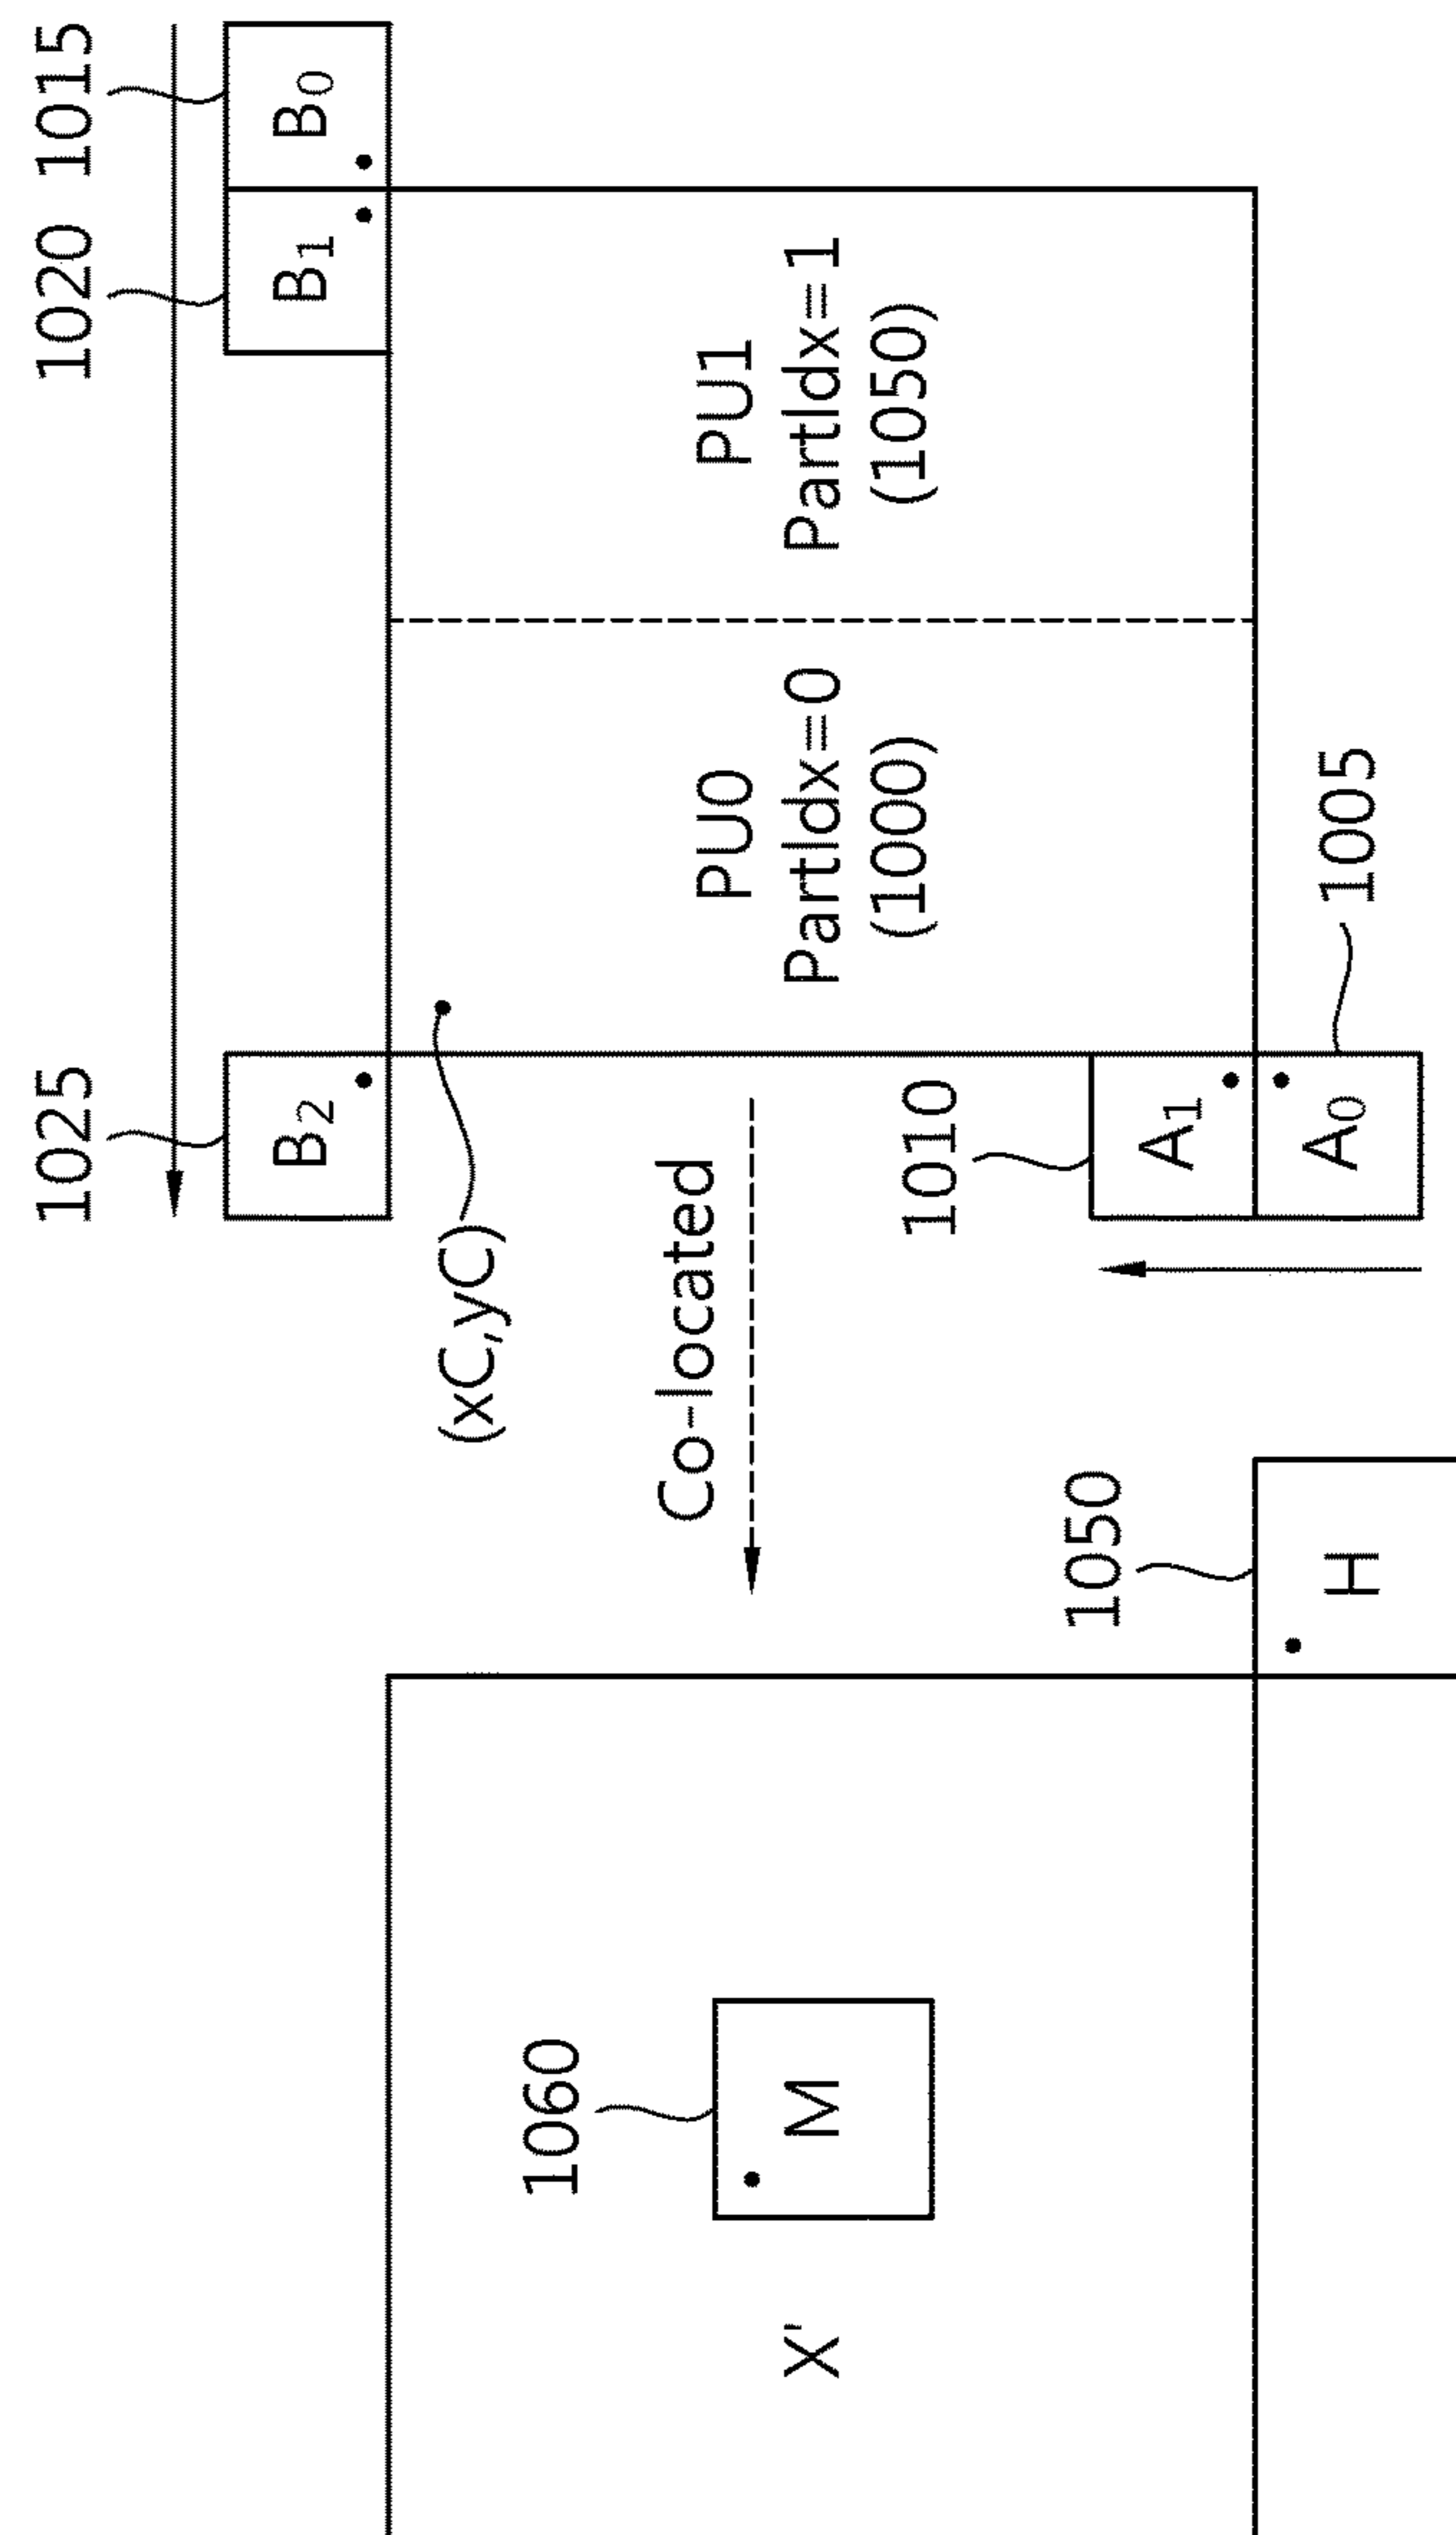 1025
1020
1015
B2
B1
B0
(xC,yC)
Co-located
PU0
PartIdx=0
(1000)
PU1
PartIdx=1
(1050)
1060
M
X'
1010
A1
A0
1005
1050
H